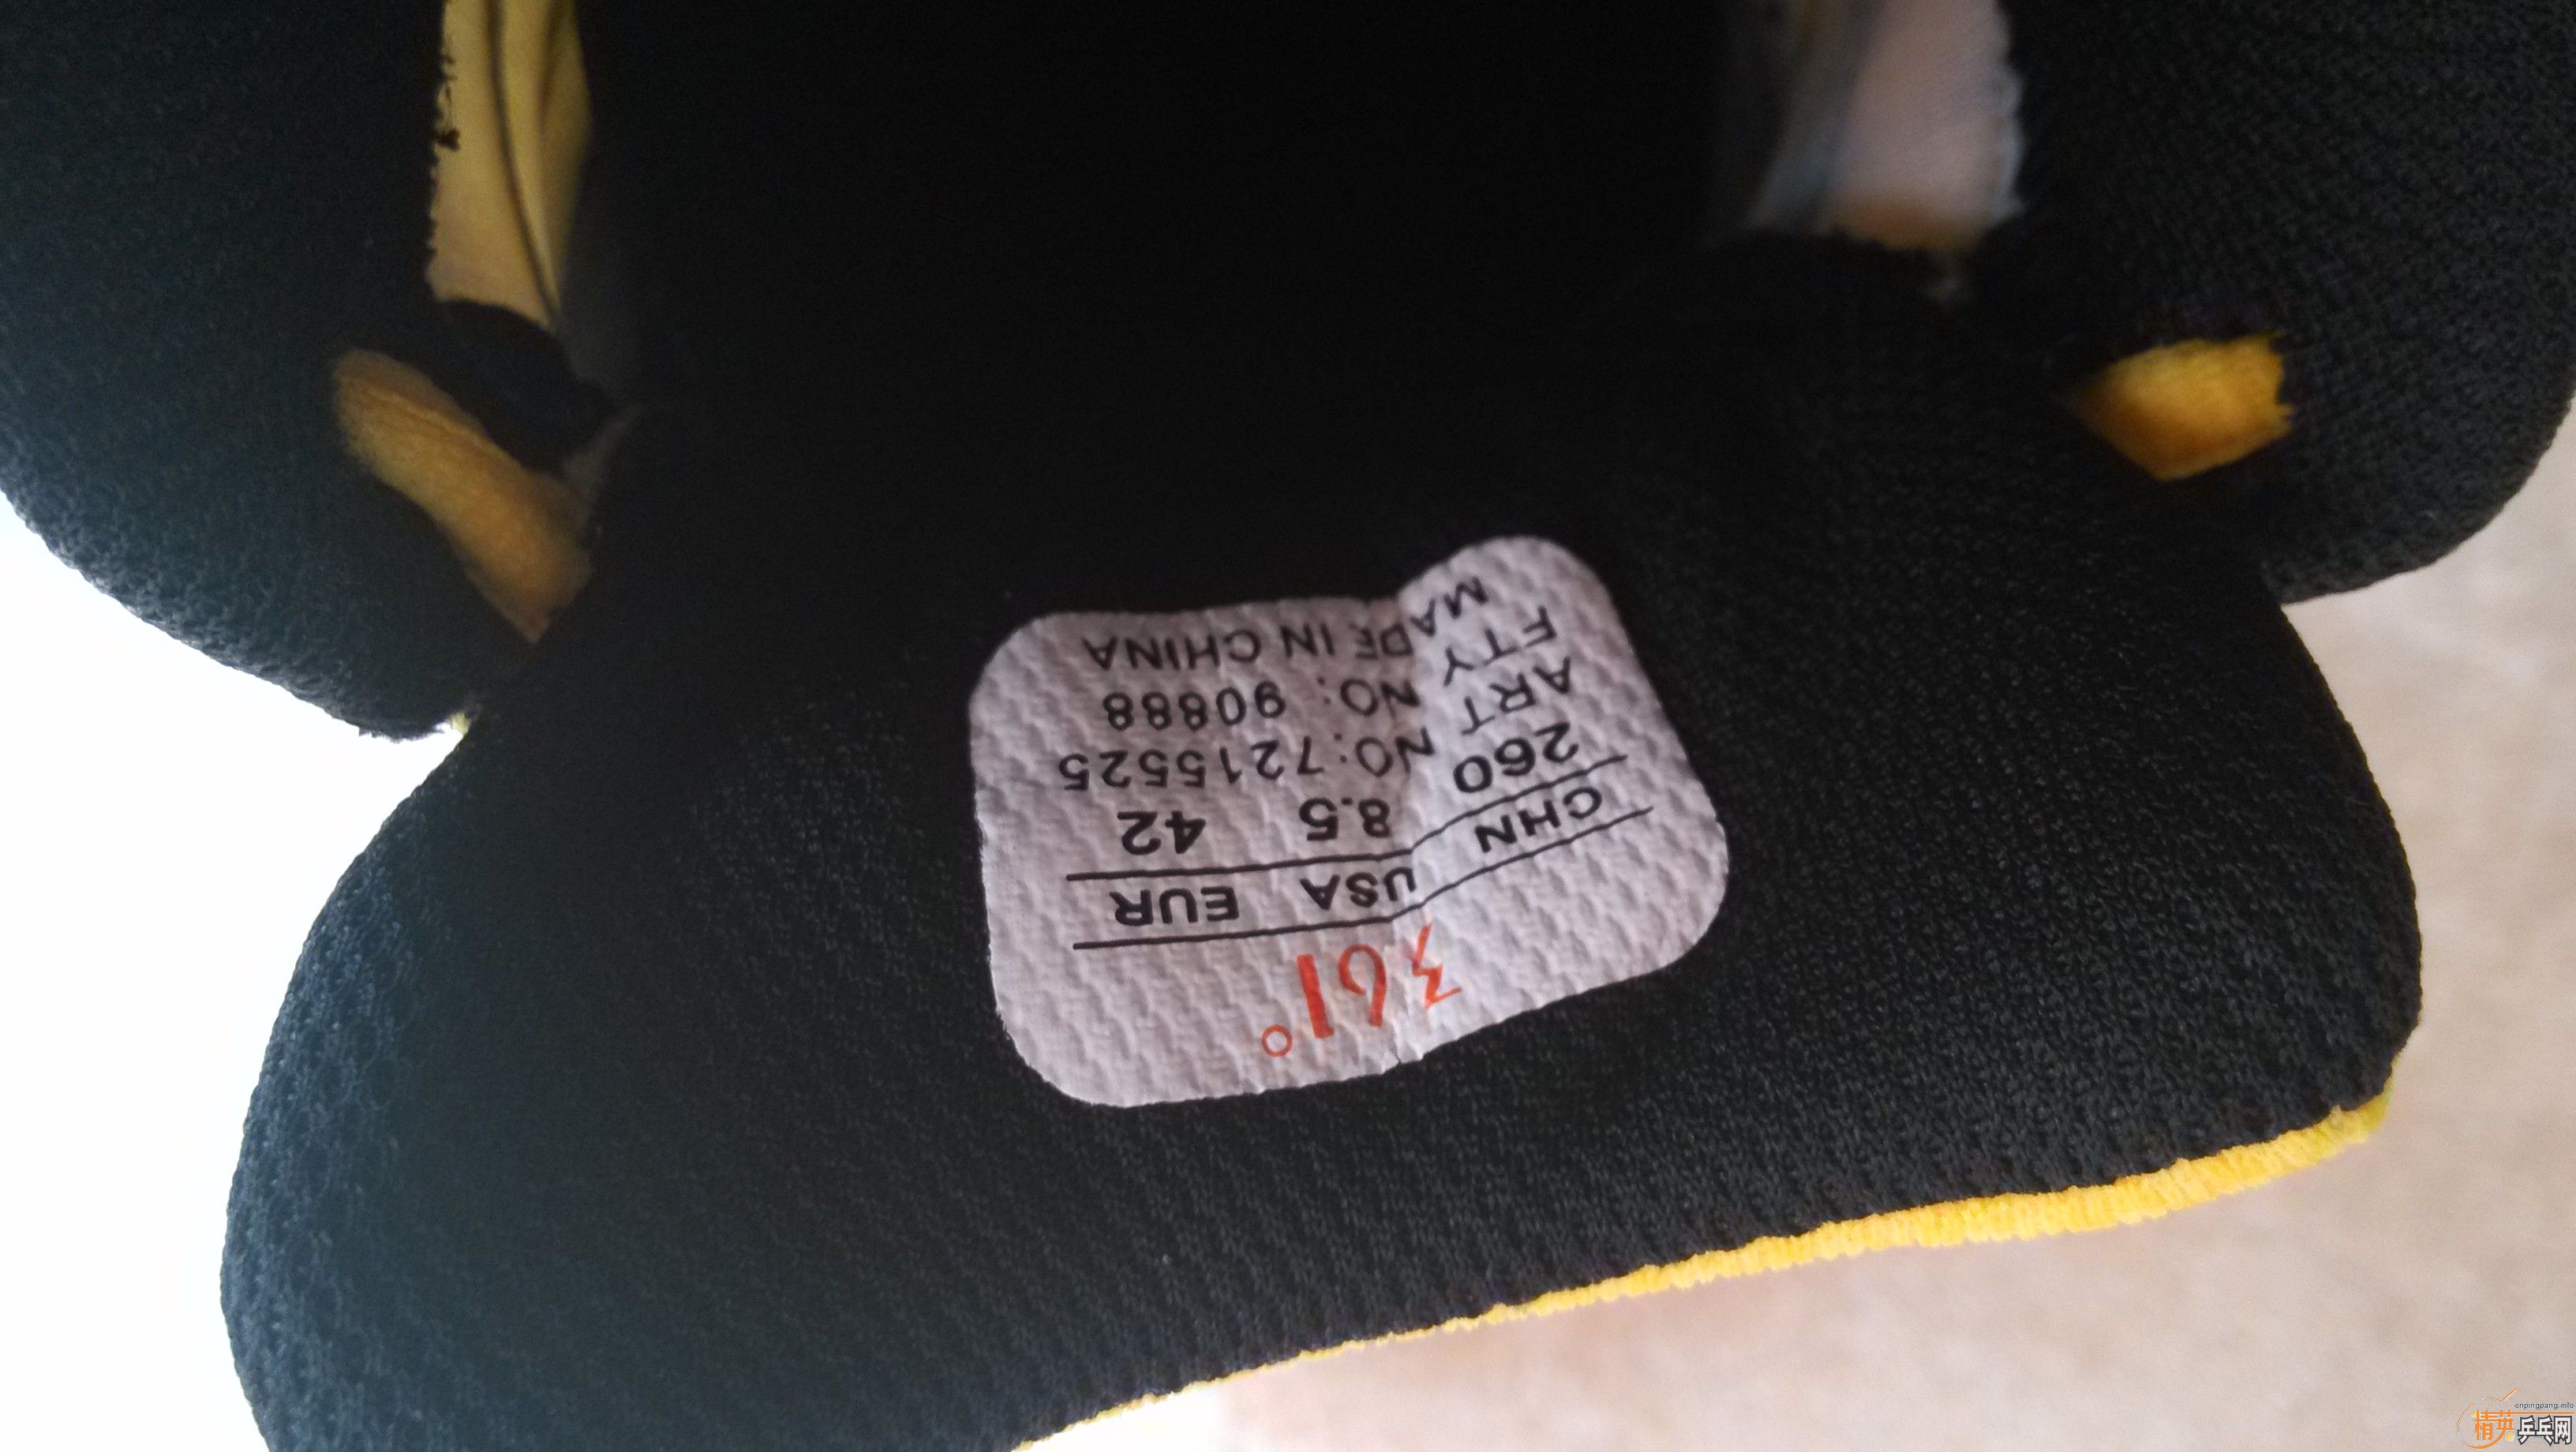 361°
CHN USA EUR
260 8.5 42
ART NO:7215525
FTY NO: 90888
MADE IN CHINA
cnpingpang.info
精英乒乓网